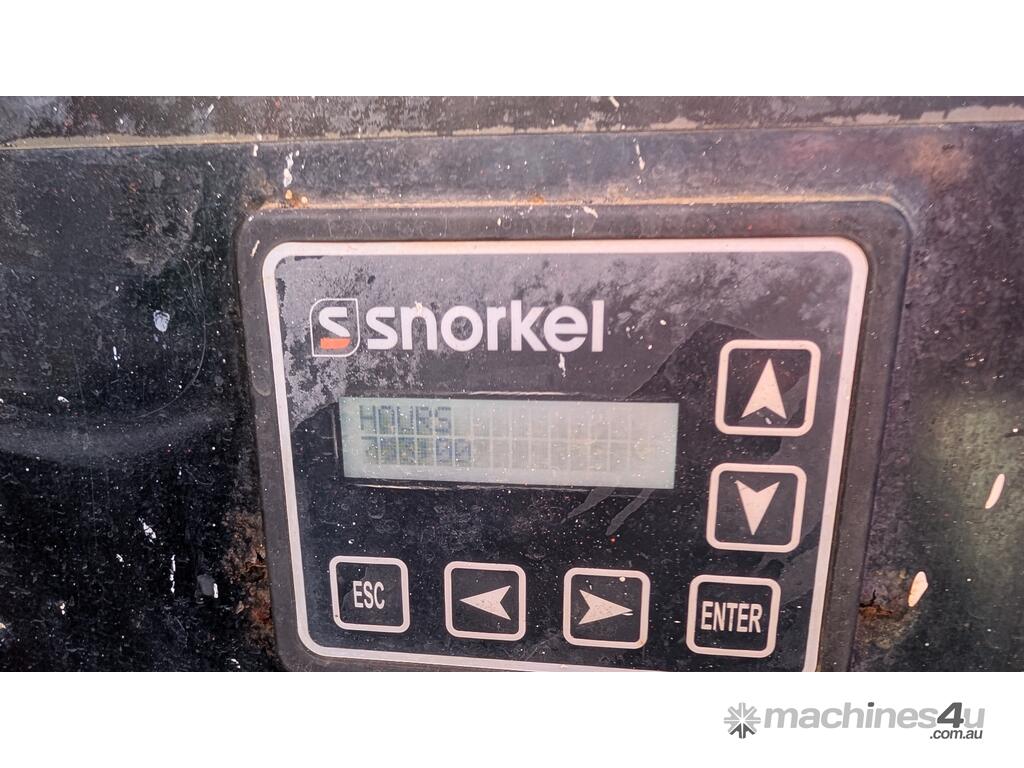 snorkel
HOURS
ESC
ENTER
machines4u
.com.au